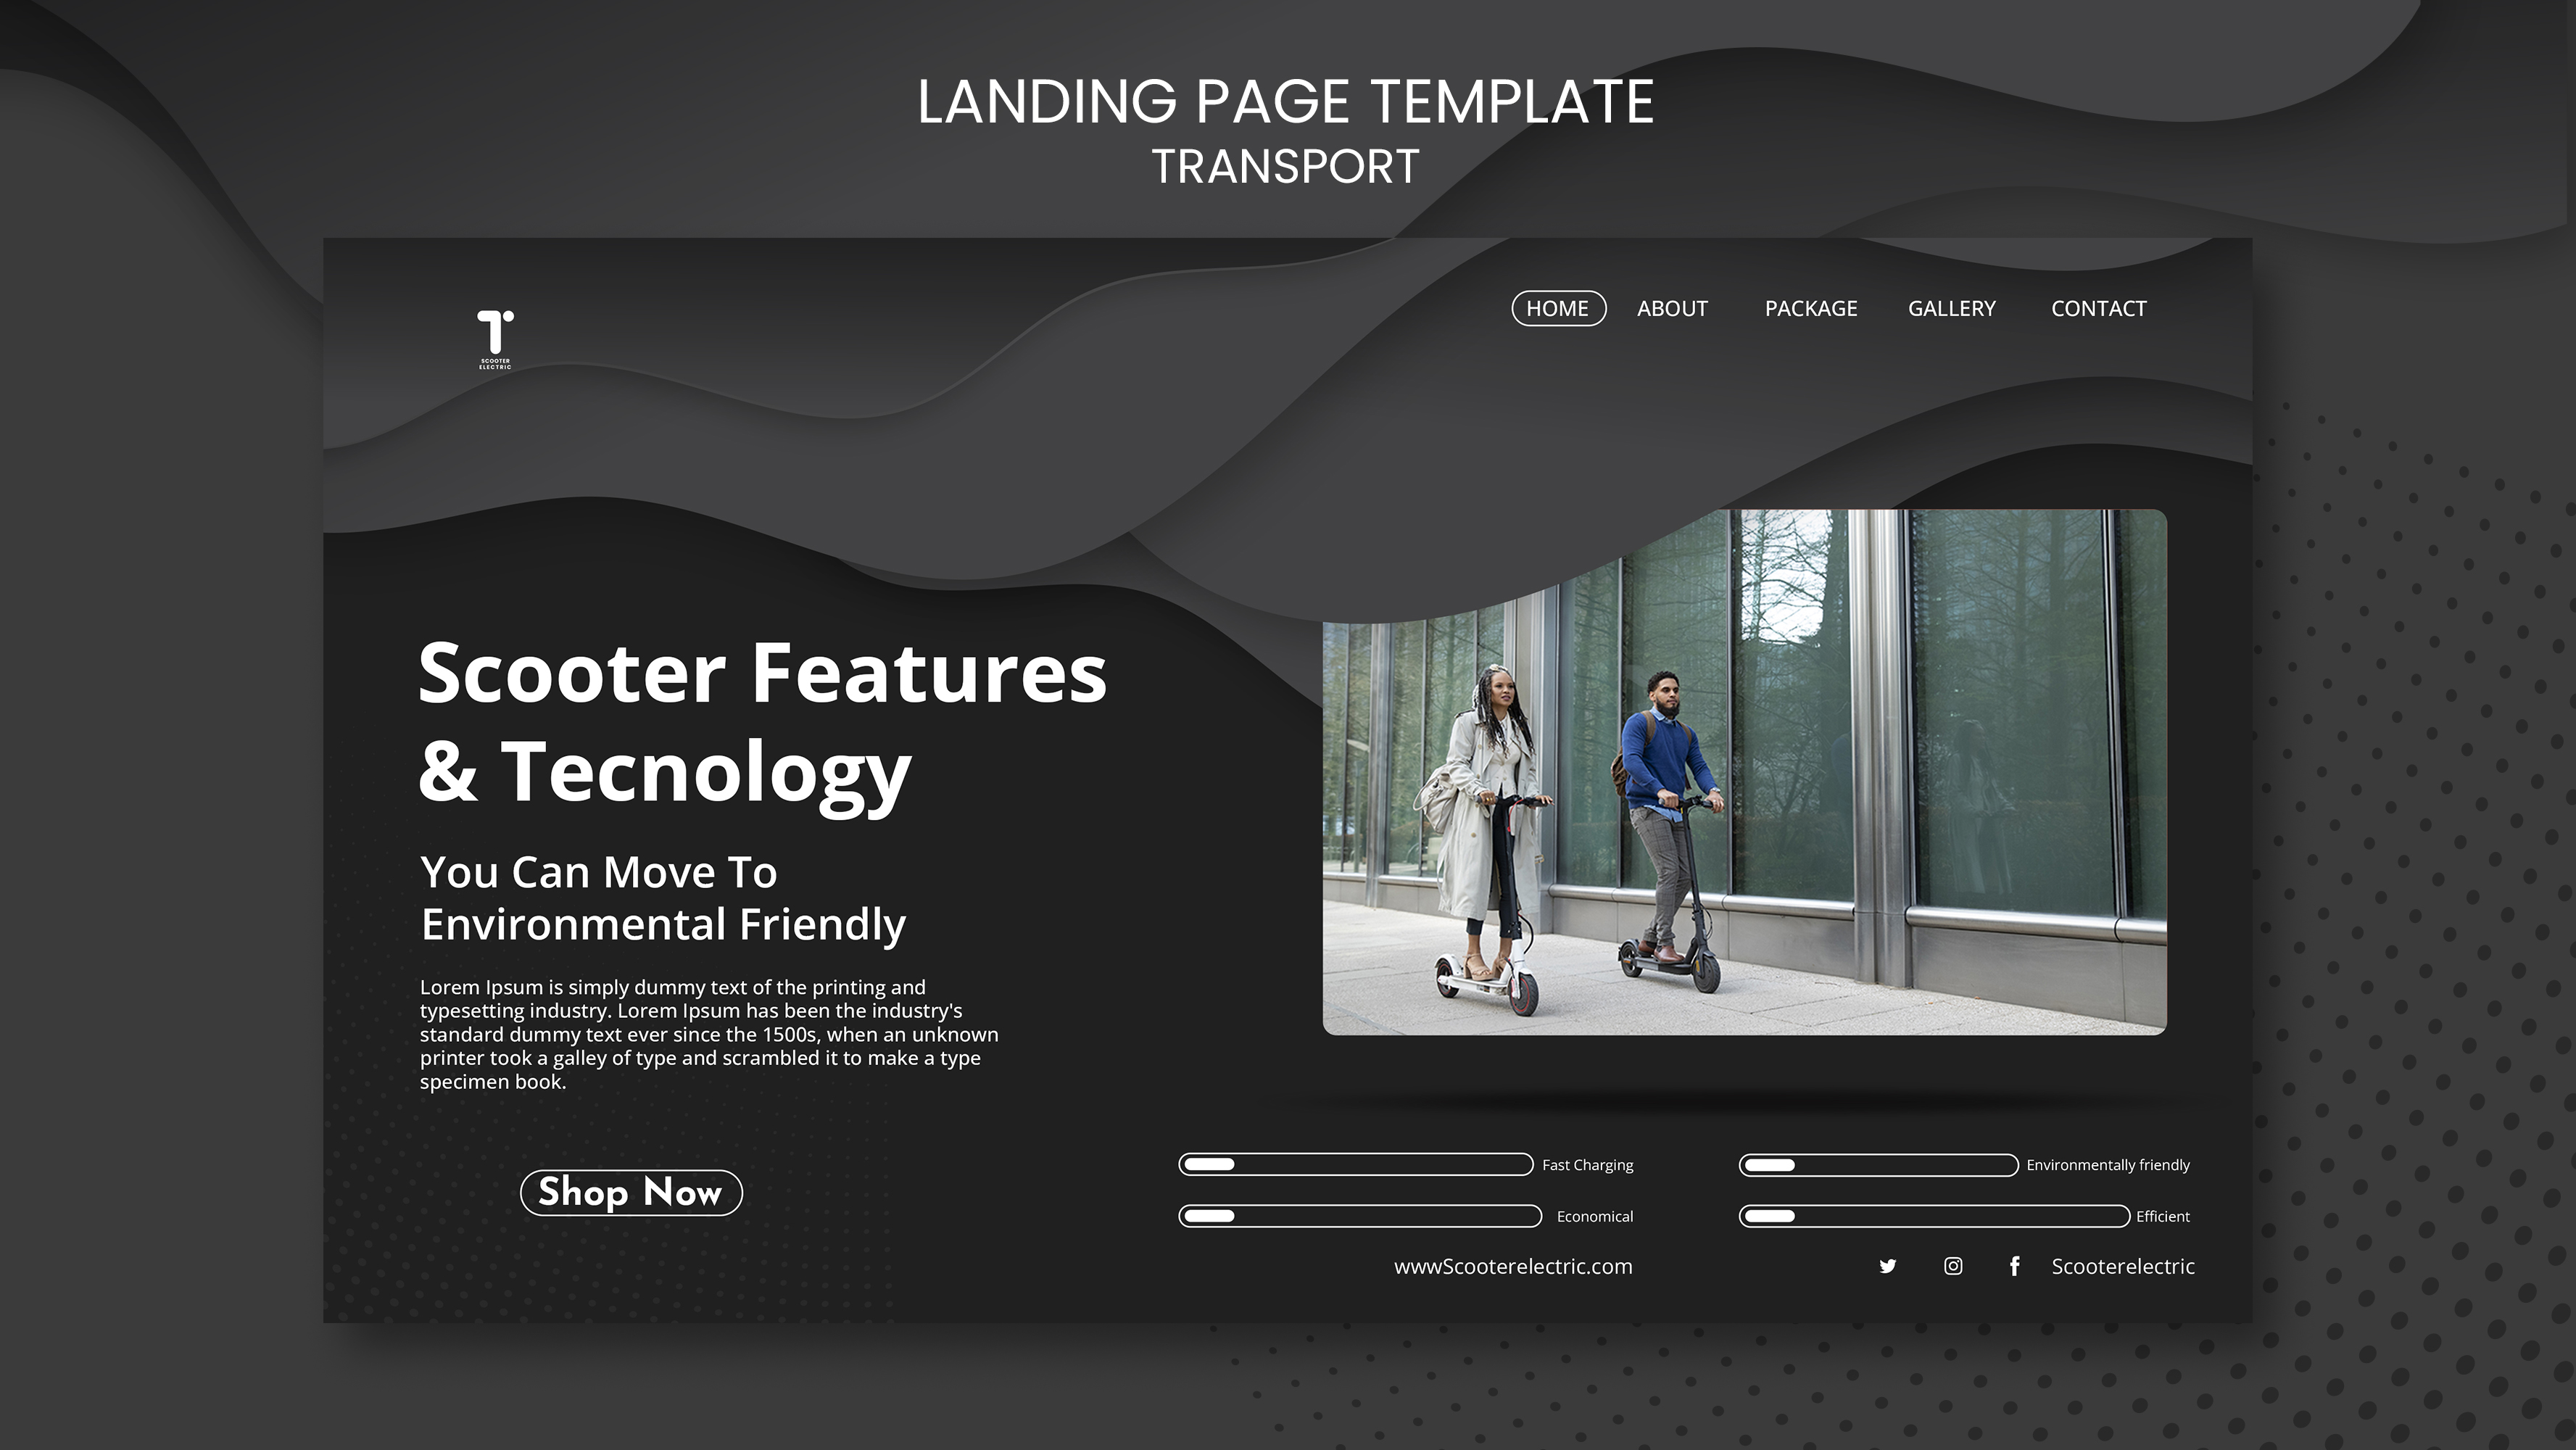 LANDING PAGE TEMPLATE
TRANSPORT
SCOOTER
ELECTRIC
HOME ABOUT PACKAGE GALLERY CONTACT
Scooter Features
& Tecnology
You Can Move To
Environmental Friendly
Lorem Ipsum is simply dummy text of the printing and
typesetting industry. Lorem Ipsum has been the industry's
standard dummy text ever since the 1500s, when an unknown
printer took a galley of type and scrambled it to make a type
specimen book.
Shop Now
Fast Charging
Environmentally friendly
Economical
Efficient
wwwScooterelectric.com
Scooterelectric